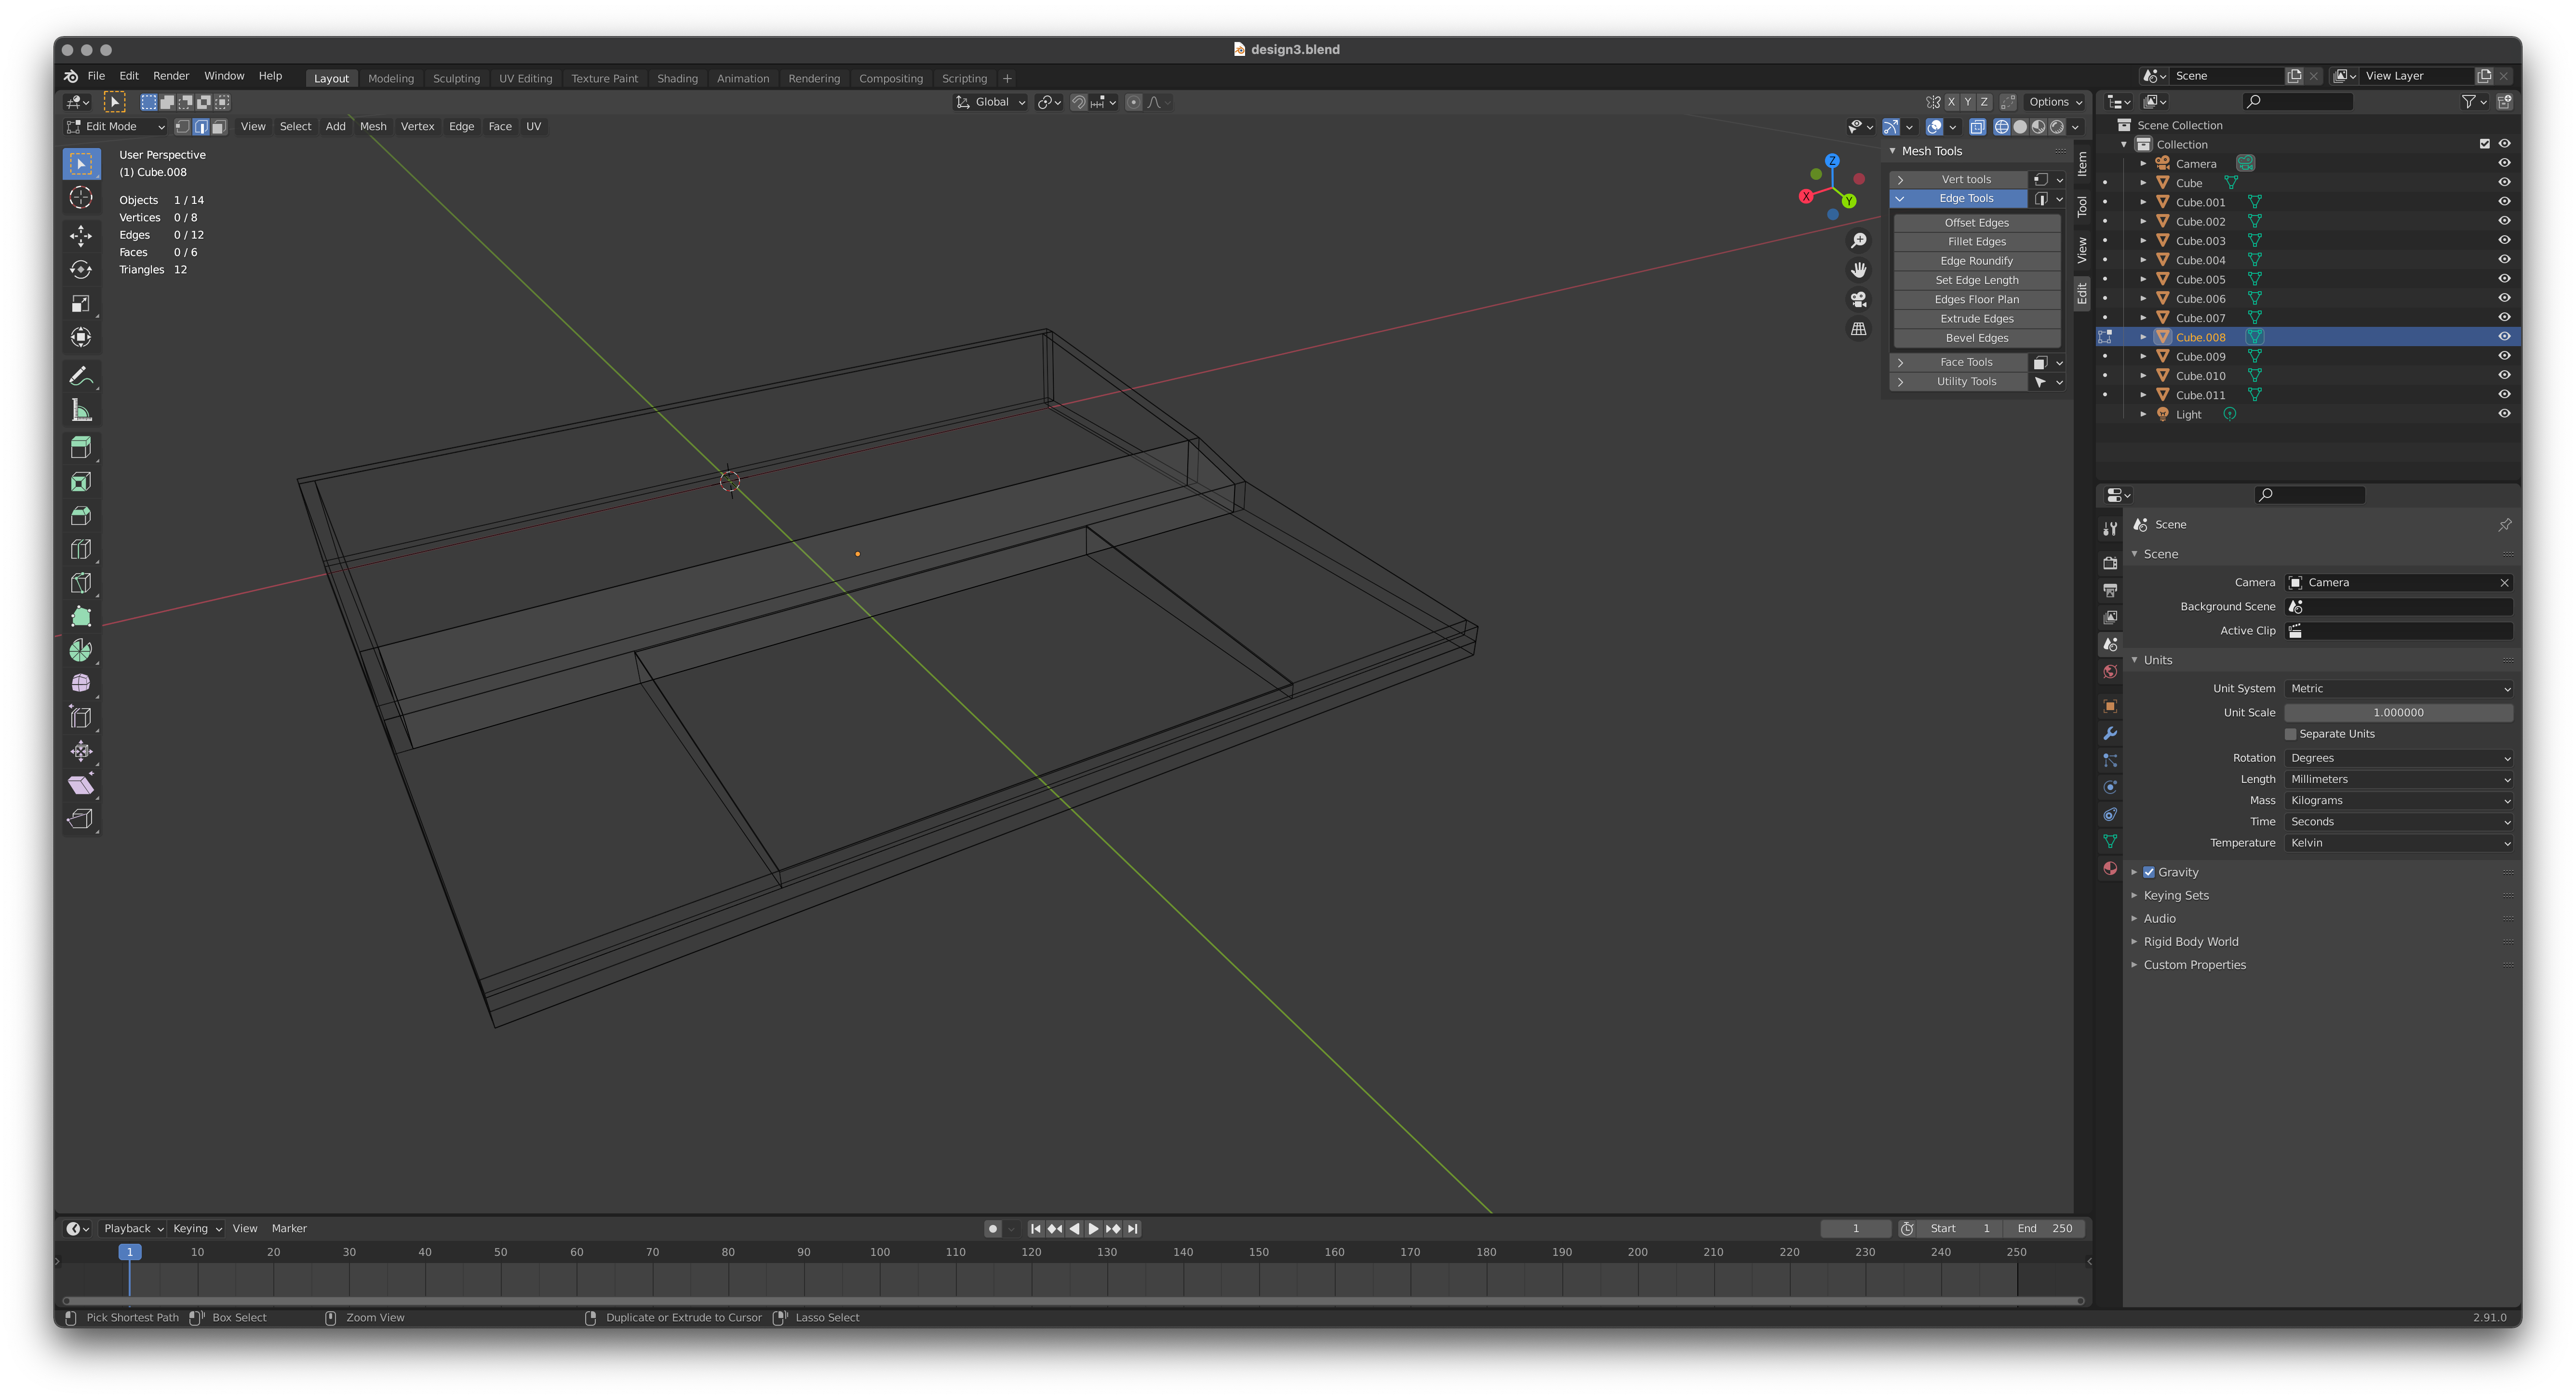 design3.blend
File Edit Render Window Help Layout Modeling Sculpting UV Editing Texture Paint Shading Animation Rendering Compositing Scripting +
Scene View Layer
Global X Y Z Options
Edit Mode View Select Add Mesh Vertex Edge Face UV
User Perspective
(1) Cube.008
Objects 1 / 14
Vertices 0 / 8
Edges 0 / 12
Faces 0 / 6
Triangles 12
Z
X
Y
Mesh Tools
Vert tools
Edge Tools
Offset Edges
Fillet Edges
Edge Roundify
Set Edge Length
Edges Floor Plan
Extrude Edges
Bevel Edges
Face Tools
Utility Tools
Item
Tool
View
Edit
Scene Collection
Collection
Camera
Cube
Cube.001
Cube.002
Cube.003
Cube.004
Cube.005
Cube.006
Cube.007
Cube.008
Cube.009
Cube.010
Cube.011
Light
Scene
Scene
Camera Camera
Background Scene
Active Clip
Units
Unit System Metric
Unit Scale 1.000000
Separate Units
Rotation Degrees
Length Millimeters
Mass Kilograms
Time Seconds
Temperature Kelvin
Gravity
Keying Sets
Audio
Rigid Body World
Custom Properties
Playback Keying View Marker 1 Start 1 End 250
1 10 20 30 40 50 60 70 80 90 100 110 120 130 140 150 160 170 180 190 200 210 220 230 240 250
Pick Shortest Path Box Select Zoom View Duplicate or Extrude to Cursor Lasso Select 2.91.0